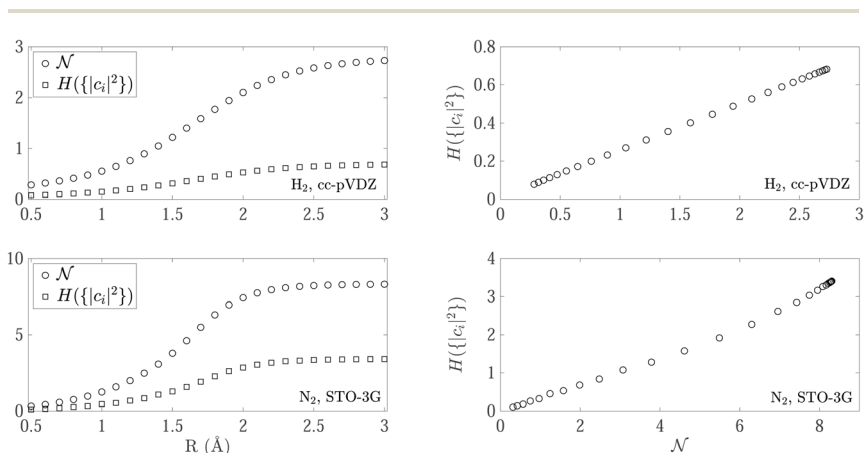 3
2
1
0
𝒩
H({|c_i|^2})
H₂, cc-pVDZ
0.5 1 1.5 2 2.5 3
H({|c_i|^2})
0.8
0.6
0.4
0.2
0
H₂, cc-pVDZ
0 0.5 1 1.5 2 2.5 3
10
5
0
𝒩
H({|c_i|^2})
N₂, STO-3G
0.5 1 1.5 2 2.5 3
R (Å)
H({|c_i|^2})
4
3
2
1
0
N₂, STO-3G
0 2 4 6 8
𝒩